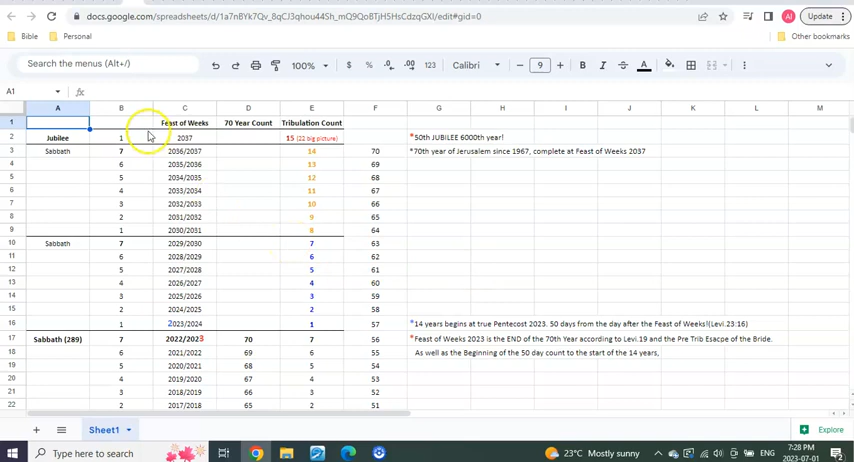 docs.google.com/spreadsheets/d/1a7nBYk7Qv_8qCJ3qhou44Sh_mQ9QoBTjH5HsCdzqGXI/edit#gid=0
Update
Bible Personal Other bookmarks
Search the menus (Alt+/) 100% $ % .0 .00 123 Calibri 9 B I S A
A1 fx
A B C D E F G H I J K L M
1 Feast of Weeks 70 Year Count Tribulation Count
2 Jubilee 1 2037 15 (22 big picture) *50th JUBILEE 6000th year!
3 Sabbath 7 2036/2037 14 70 *70th year of Jerusalem since 1967, complete at Feast of Weeks 2037
4 6 2035/2036 13 69
5 5 2034/2035 12 68
6 4 2033/2034 11 67
7 3 2032/2033 10 66
8 2 2031/2032 9 65
9 1 2030/2031 8 64
10 Sabbath 7 2029/2030 7 63
11 6 2028/2029 6 62
12 5 2027/2028 5 61
13 4 2026/2027 4 60
14 3 2025/2026 3 59
15 2 2024/2025 2 58
16 1 2023/2024 1 57 *14 years begins at true Pentecost 2023. 50 days from the day after the Feast of Weeks!(Levi.23:16)
17 Sabbath (289) 7 2022/2023 70 7 56 *Feast of Weeks 2023 is the END of the 70th Year according to Levi.19 and the Pre Trib Esacpe of the Bride.
18 6 2021/2022 69 6 55 As well as the Beginning of the 50 day count to the start of the 14 years,
19 5 2020/2021 68 5 54
20 4 2019/2020 67 4 53
21 3 2018/2019 66 3 52
22 2 2017/2018 65 2 51
Sheet1 Explore
Type here to search 23°C Mostly sunny ENG 7:28 PM
2023-07-01